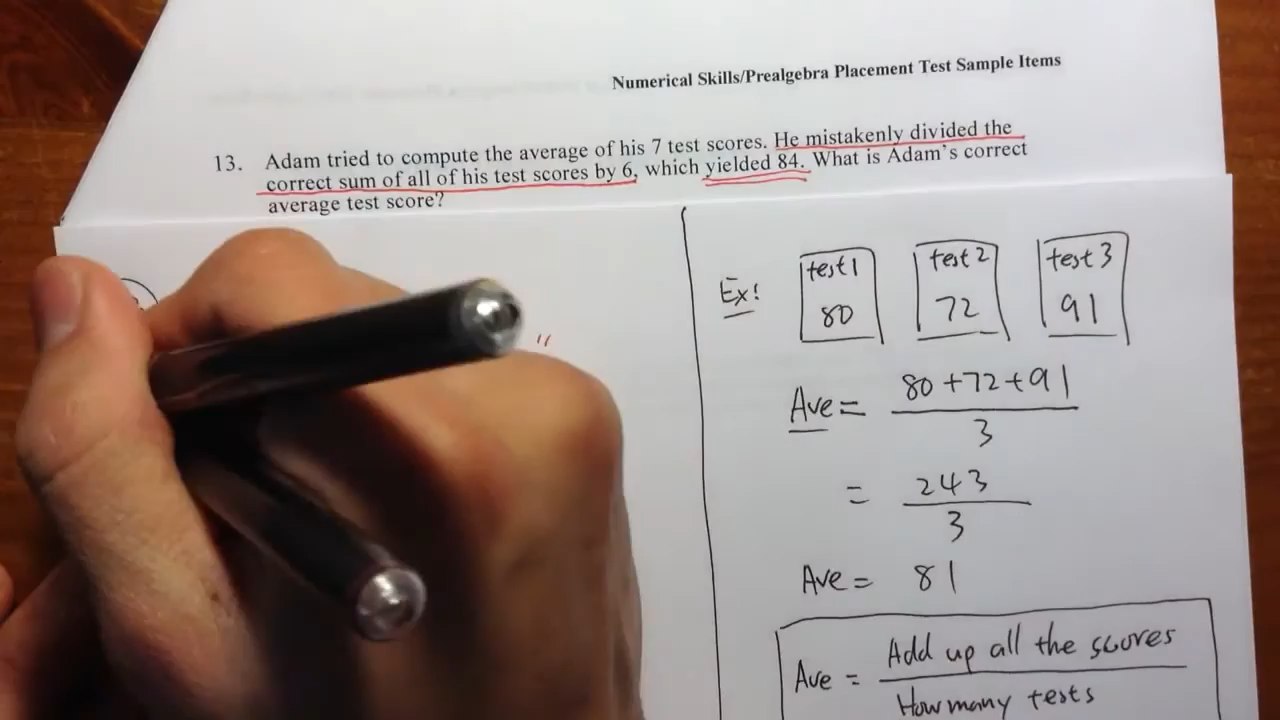 Numerical Skills/Prealgebra Placement Test Sample Items
13. Adam tried to compute the average of his 7 test scores. He mistakenly divided the
correct sum of all of his test scores by 6, which yielded 84. What is Adam's correct
average test score?
Ex: test 1 test 2 test 3
80 72 91
Ave = 80+72+91
3
= 243
3
Ave = 81
Ave = Add up all the scores
How many tests